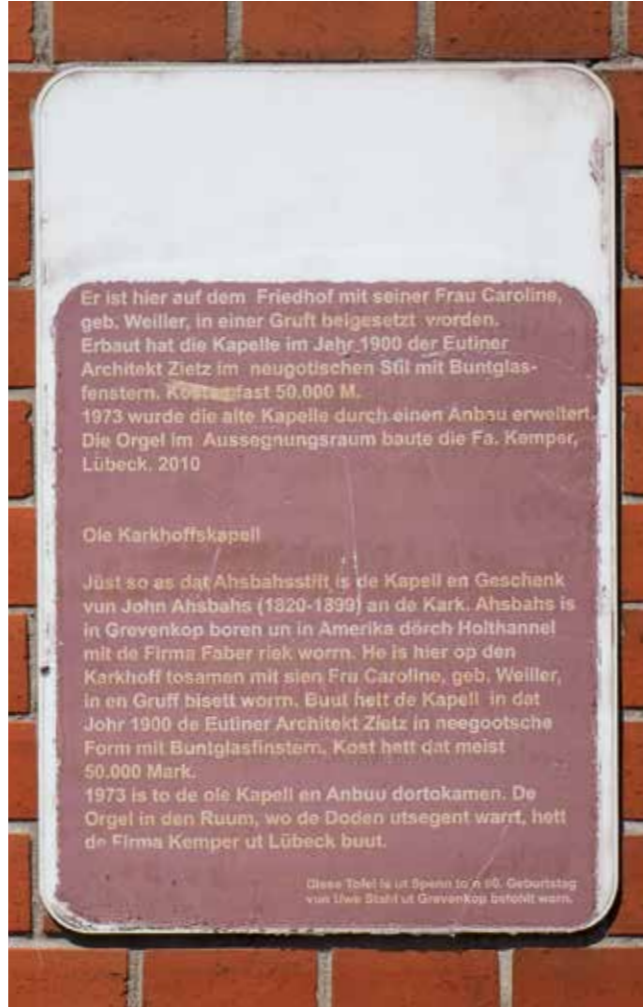 Er ist hier auf dem Friedhof mit seiner Frau Caroline,
geb. Weiller, in einer Gruft beigesetzt worden.
Erbaut hat die Kapelle im Jahr 1900 der Eutiner
Architekt Zietz im neugotischen Stil mit Buntglas-
fenstern. Kosten fast 50.000 M.
1973 wurde die alte Kapelle durch einen Anbau erweitert.
Die Orgel im Aussegnungsraum baute die Fa. Kemper,
Lübeck. 2010
Ole Karkhoffskapell
Jüst so as dat Ahsbahsstift is de Kapell en Geschenk
vun John Ahsbahs (1820-1899) an de Kark. Ahsbahs is
in Grevenkop boren un in Amerika dörch Holthannel
mit de Firma Faber riek worrn. He is hier op den
Karkhoff tosamen mit sien Fru Caroline, geb. Weiller,
in en Gruff bisett worrn. Buut hett de Kapell in dat
Johr 1900 de Eutiner Architekt Zietz in neegootsche
Form mit Buntglasfinstern. Kost hett dat meist
50.000 Mark.
1973 is to de ole Kapell en Anbuu dortokamen. De
Orgel in den Ruum, wo de Doden utsegent warrt, hett
de Firma Kemper ut Lübeck buut.
Disse Tofel is ut Spenn to'n Geburtstag
vun Uwe Stahl ut Grevenkop betohlt worn.